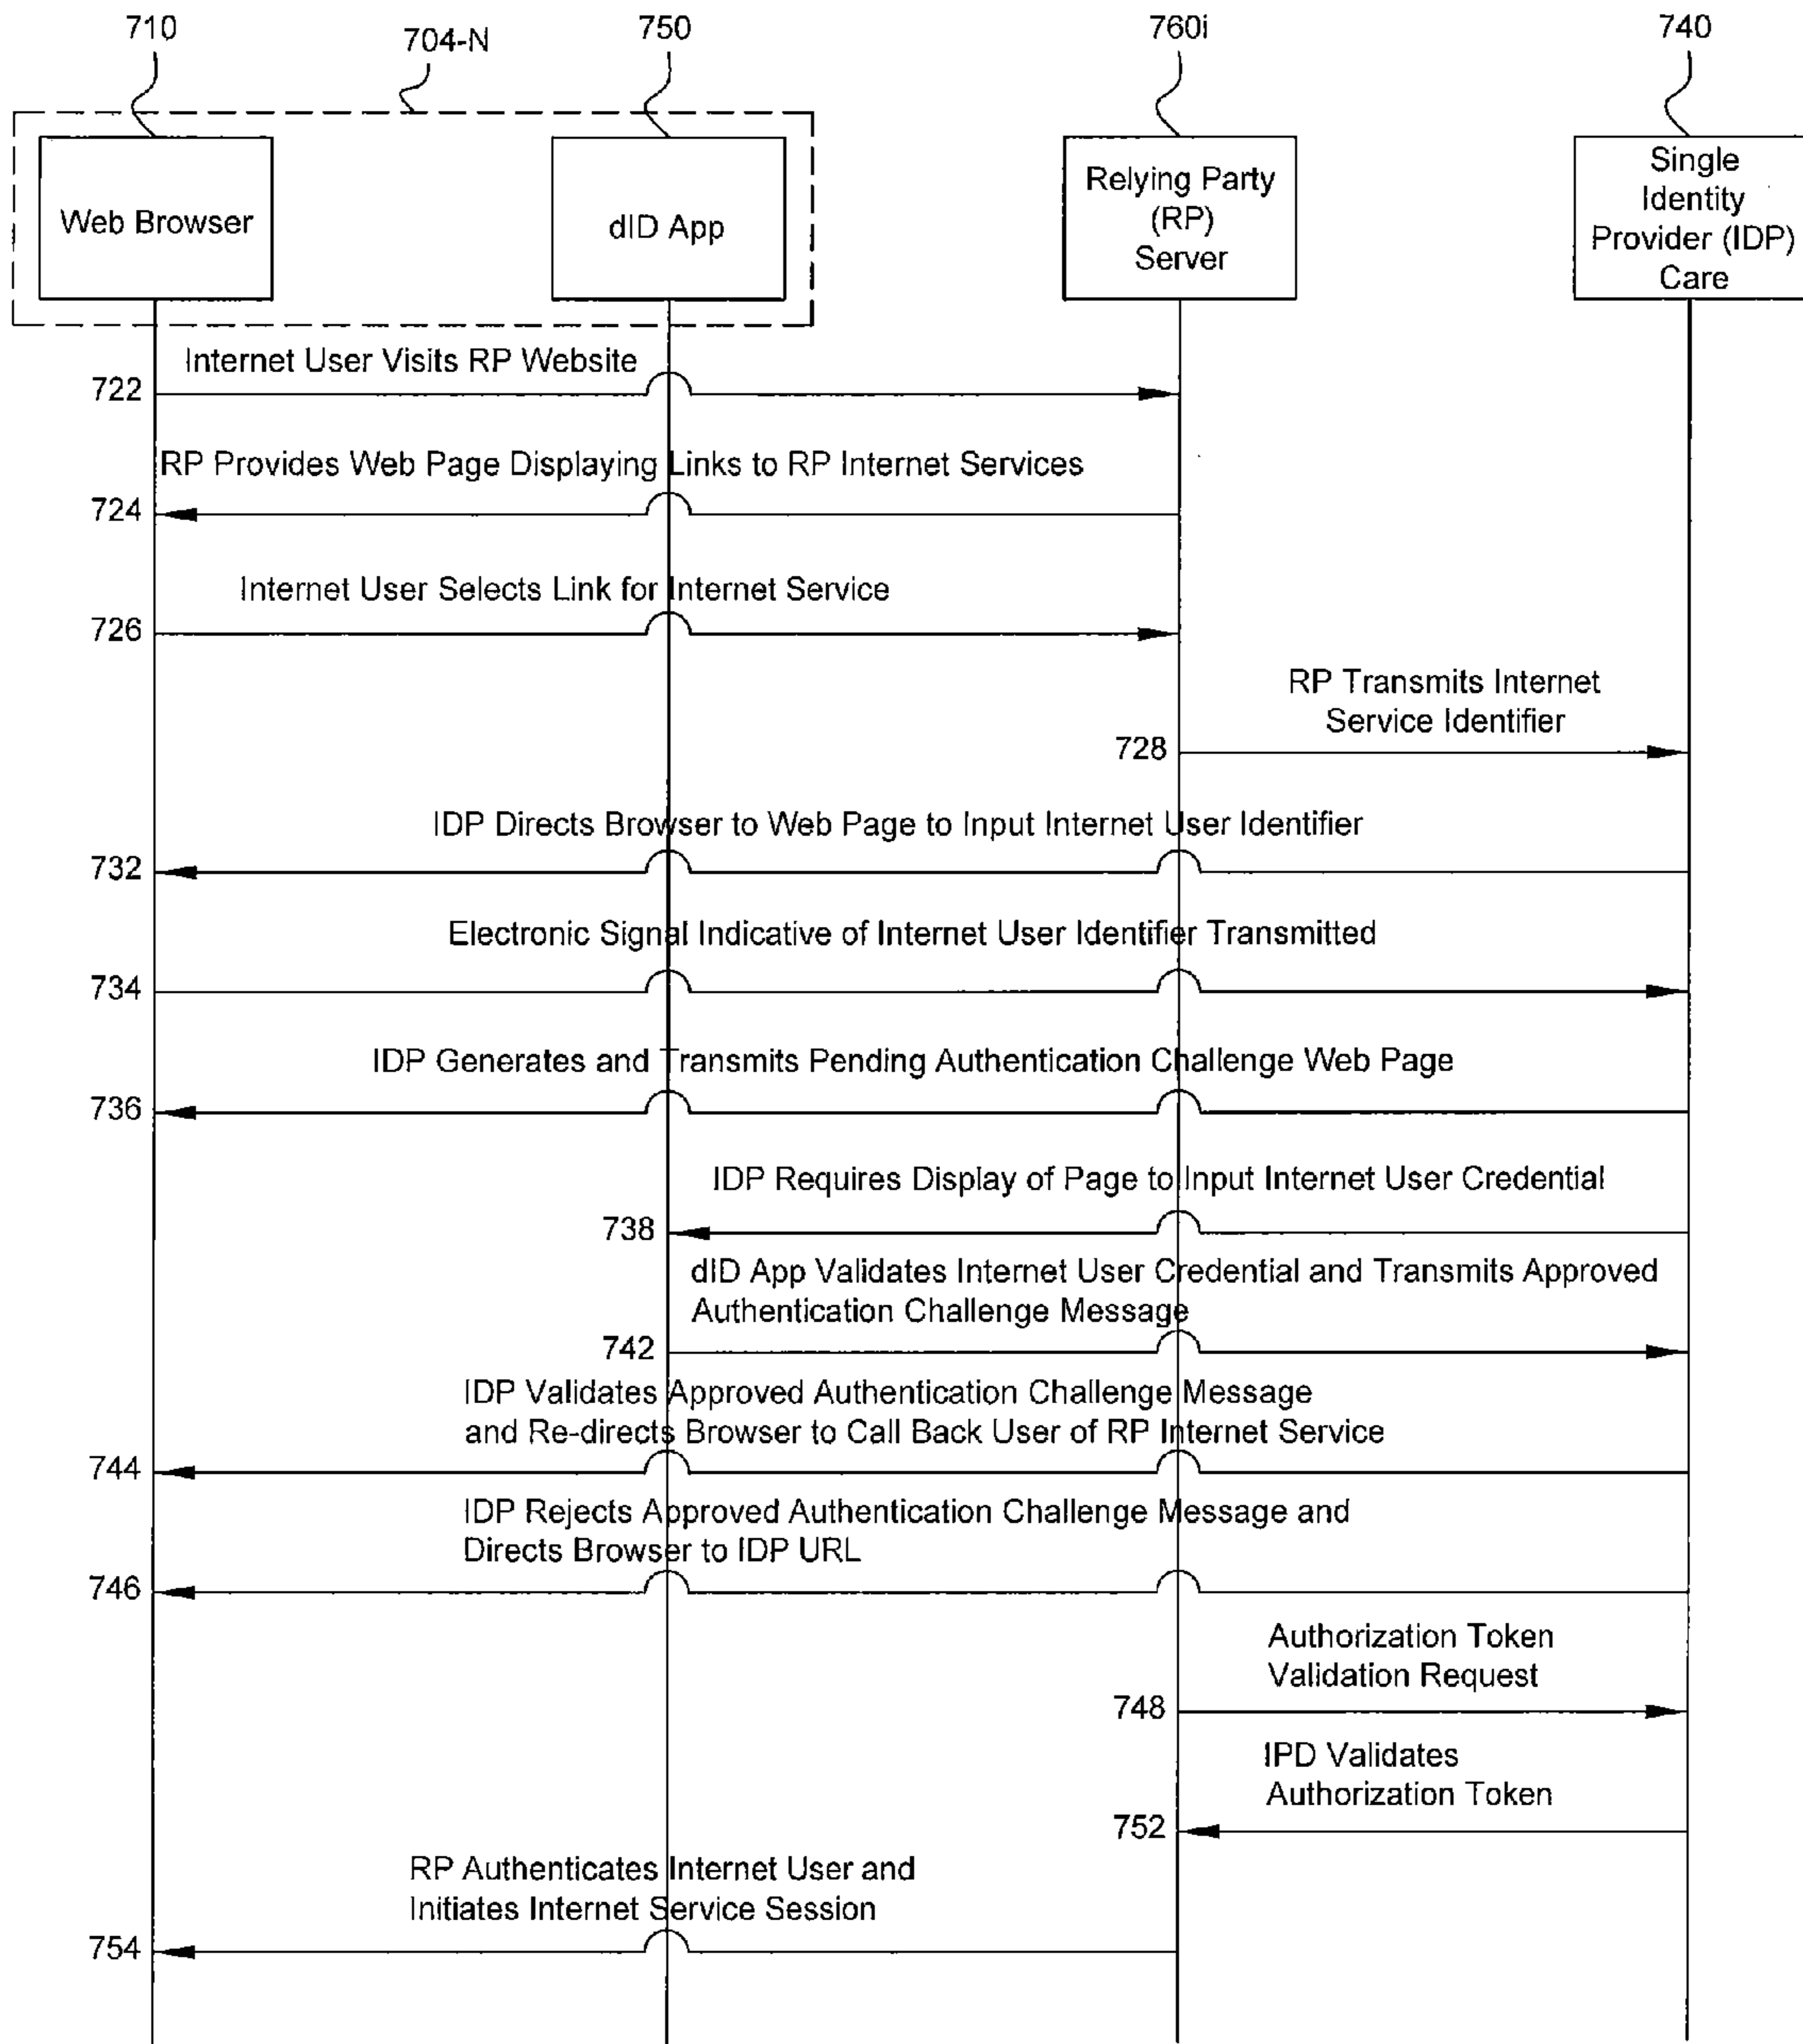 710
704-N
750
760i
740
Web Browser
dID App
Relying Party
(RP)
Server
Single
Identity
Provider (IDP)
Care
Internet User Visits RP Website
722
RP Provides Web Page Displaying Links to RP Internet Services
724
Internet User Selects Link for Internet Service
726
RP Transmits Internet
Service Identifier
728
IDP Directs Browser to Web Page to Input Internet User Identifier
732
Electronic Signal Indicative of Internet User Identifier Transmitted
734
IDP Generates and Transmits Pending Authentication Challenge Web Page
736
IDP Requires Display of Page to Input Internet User Credential
738
dID App Validates Internet User Credential and Transmits Approved
Authentication Challenge Message
742
IDP Validates Approved Authentication Challenge Message
and Re-directs Browser to Call Back User of RP Internet Service
744
IDP Rejects Approved Authentication Challenge Message and
Directs Browser to IDP URL
746
Authorization Token
Validation Request
748
IPD Validates
Authorization Token
752
RP Authenticates Internet User and
Initiates Internet Service Session
754